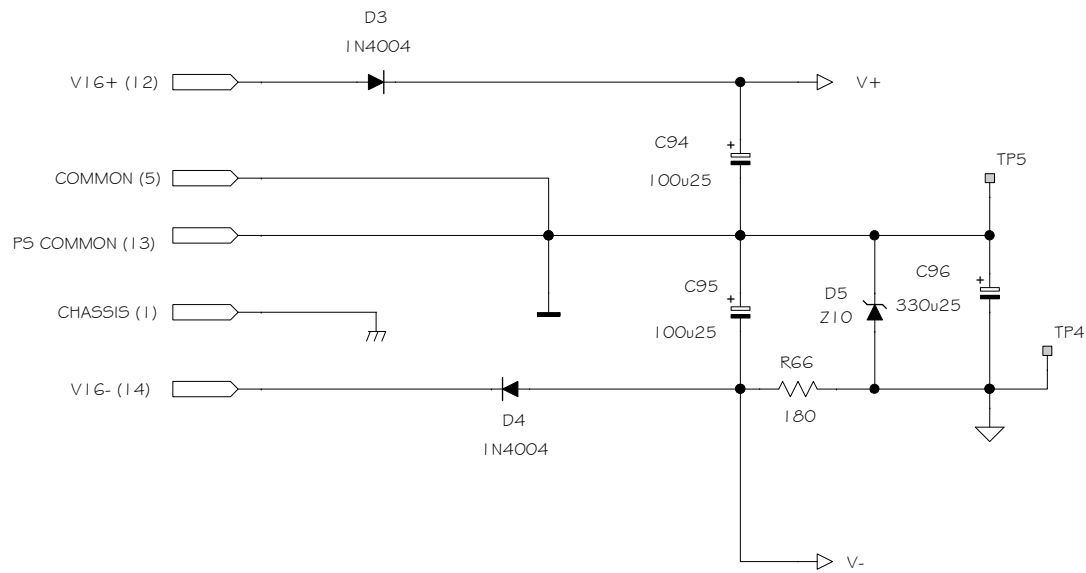 D3
1N4004
V16+ (12)
V+
C94
+
100u25
TP5
COMMON (5)
PS COMMON (13)
C95
+
100u25
D5
Z10
C96
+
330u25
CHASSIS (1)
TP4
R66
V16- (14)
180
D4
1N4004
V-